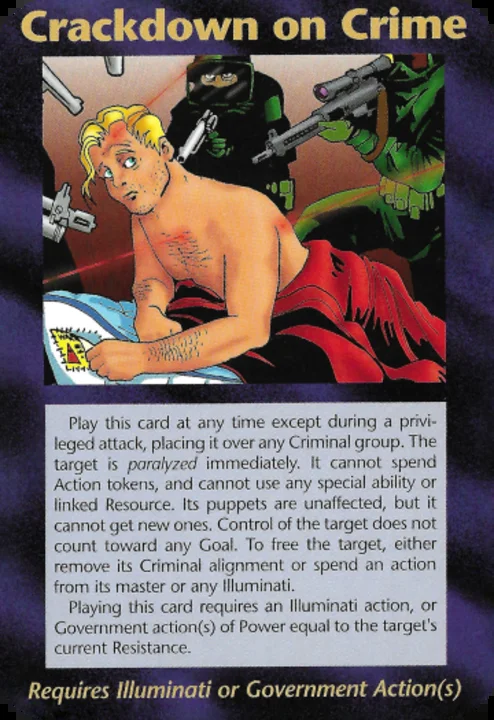 Crackdown on Crime
Play this card at any time except during a privi-
leged attack, placing it over any Criminal group. The
target is paralyzed immediately. It cannot spend
Action tokens, and cannot use any special ability or
linked Resource. Its puppets are unaffected, but it
cannot get new ones. Control of the target does not
count toward any Goal. To free the target, either
remove its Criminal alignment or spend an action
from its master or any Illuminati.
Playing this card requires an Illuminati action, or
Government action(s) of Power equal to the target's
current Resistance.
Requires Illuminati or Government Action(s)